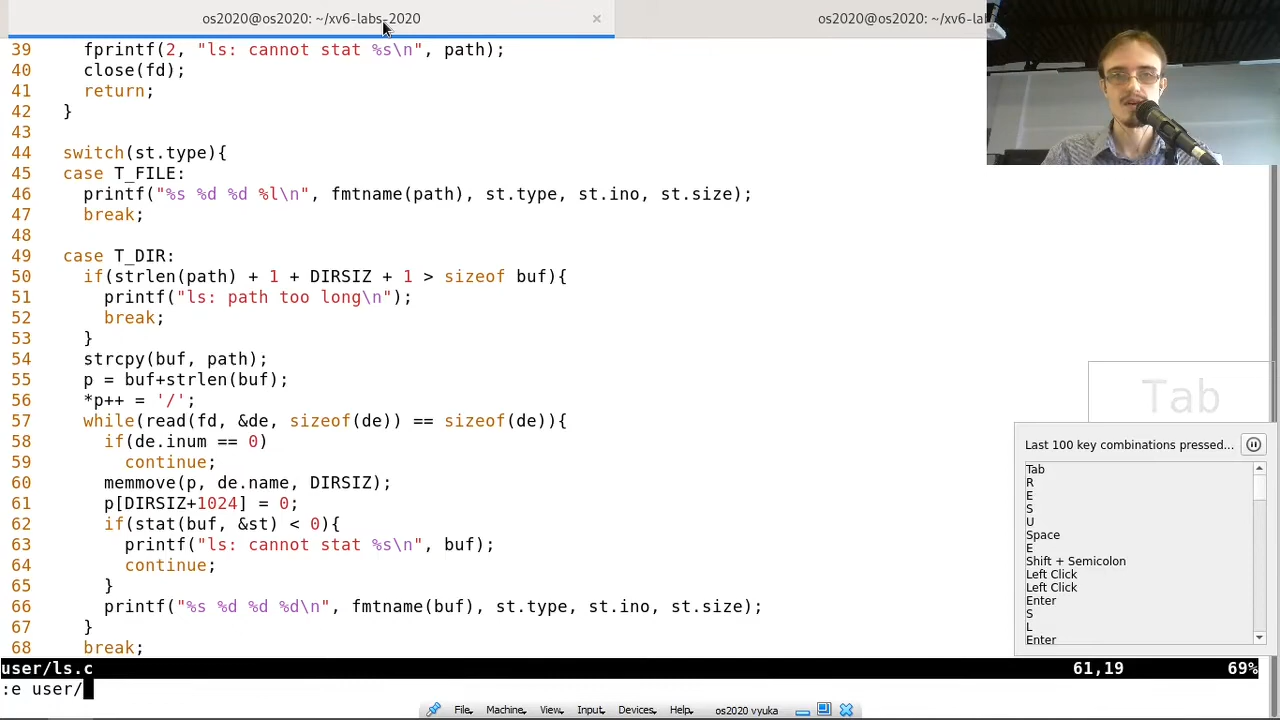 os2020@os2020: ~/xv6-labs-2020 × os2020@os2020: ~/xv6-la
39 fprintf(2, "ls: cannot stat %s\n", path);
40 close(fd);
41 return;
42 }
43
44 switch(st.type){
45 case T_FILE:
46 printf("%s %d %d %l\n", fmtname(path), st.type, st.ino, st.size);
47 break;
48
49 case T_DIR:
50 if(strlen(path) + 1 + DIRSIZ + 1 > sizeof buf){
51 printf("ls: path too long\n");
52 break;
53 }
54 strcpy(buf, path);
55 p = buf+strlen(buf);
56 *p++ = '/';
57 while(read(fd, &de, sizeof(de)) == sizeof(de)){
58 if(de.inum == 0)
59 continue;
60 memmove(p, de.name, DIRSIZ);
61 p[DIRSIZ+1024] = 0;
62 if(stat(buf, &st) < 0){
63 printf("ls: cannot stat %s\n", buf);
64 continue;
65 }
66 printf("%s %d %d %d\n", fmtname(buf), st.type, st.ino, st.size);
67 }
68 break;
user/ls.c 61,19 69%
:e user/
Tab
Last 100 key combinations pressed...
Tab
R
E
S
U
Space
E
Shift + Semicolon
Left Click
Left Click
Enter
S
L
Enter
File Machine View Input Devices Help os2020 vyuka